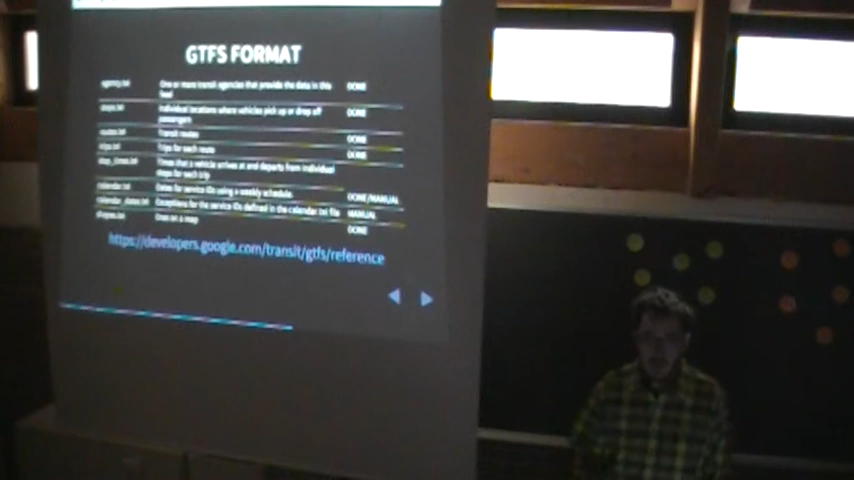 GTFS FORMAT
agency.txt One or more transit agencies that provide the data in this DONE
feed
stops.txt Individual locations where vehicles pick up or drop off DONE
passengers
routes.txt Transit routes DONE
trips.txt Trips for each route DONE
stop_times.txt Times that a vehicle arrives at and departs from individual
stops for each trip DONE/MANUAL
calendar.txt Dates for service IDs using a weekly schedule.
calendar_dates.txt Exceptions for the service IDs defined in the calendar.txt file MANUAL
shapes.txt on a map DONE
https://developers.google.com/transit/gtfs/reference